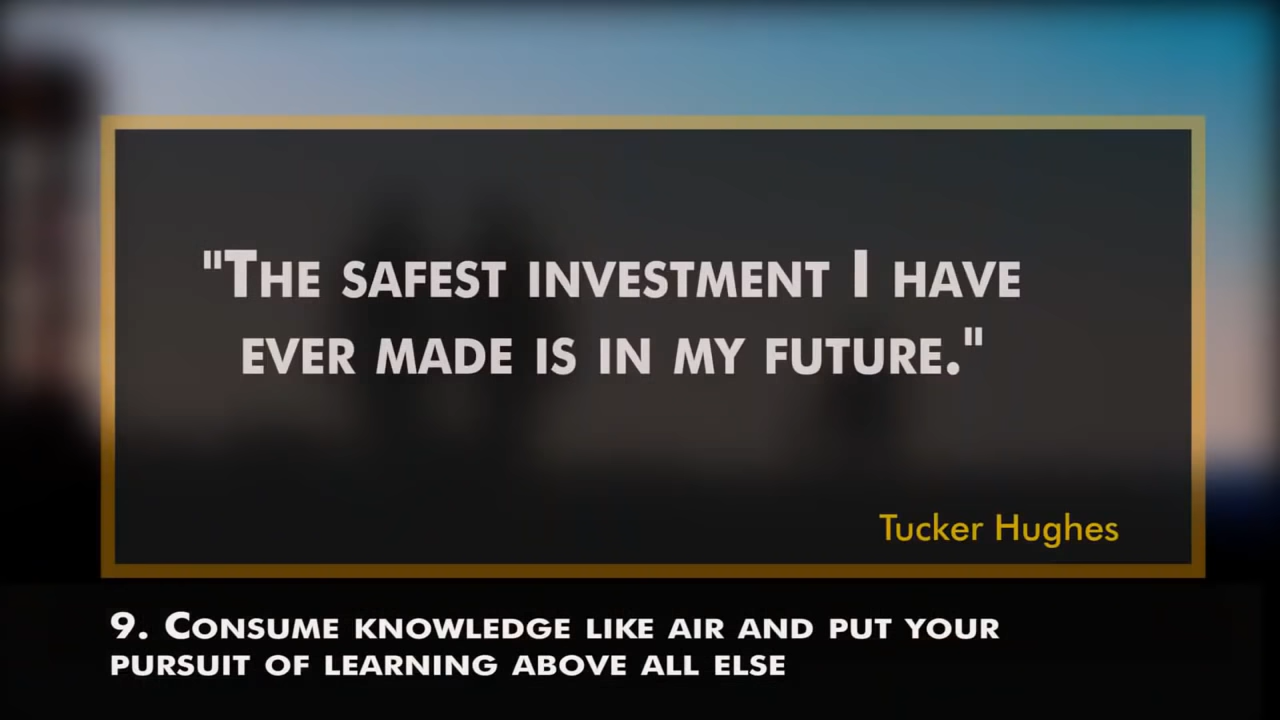 "The safest investment I have
ever made is in my future."
Tucker Hughes
9. Consume knowledge like air and put your
pursuit of learning above all else